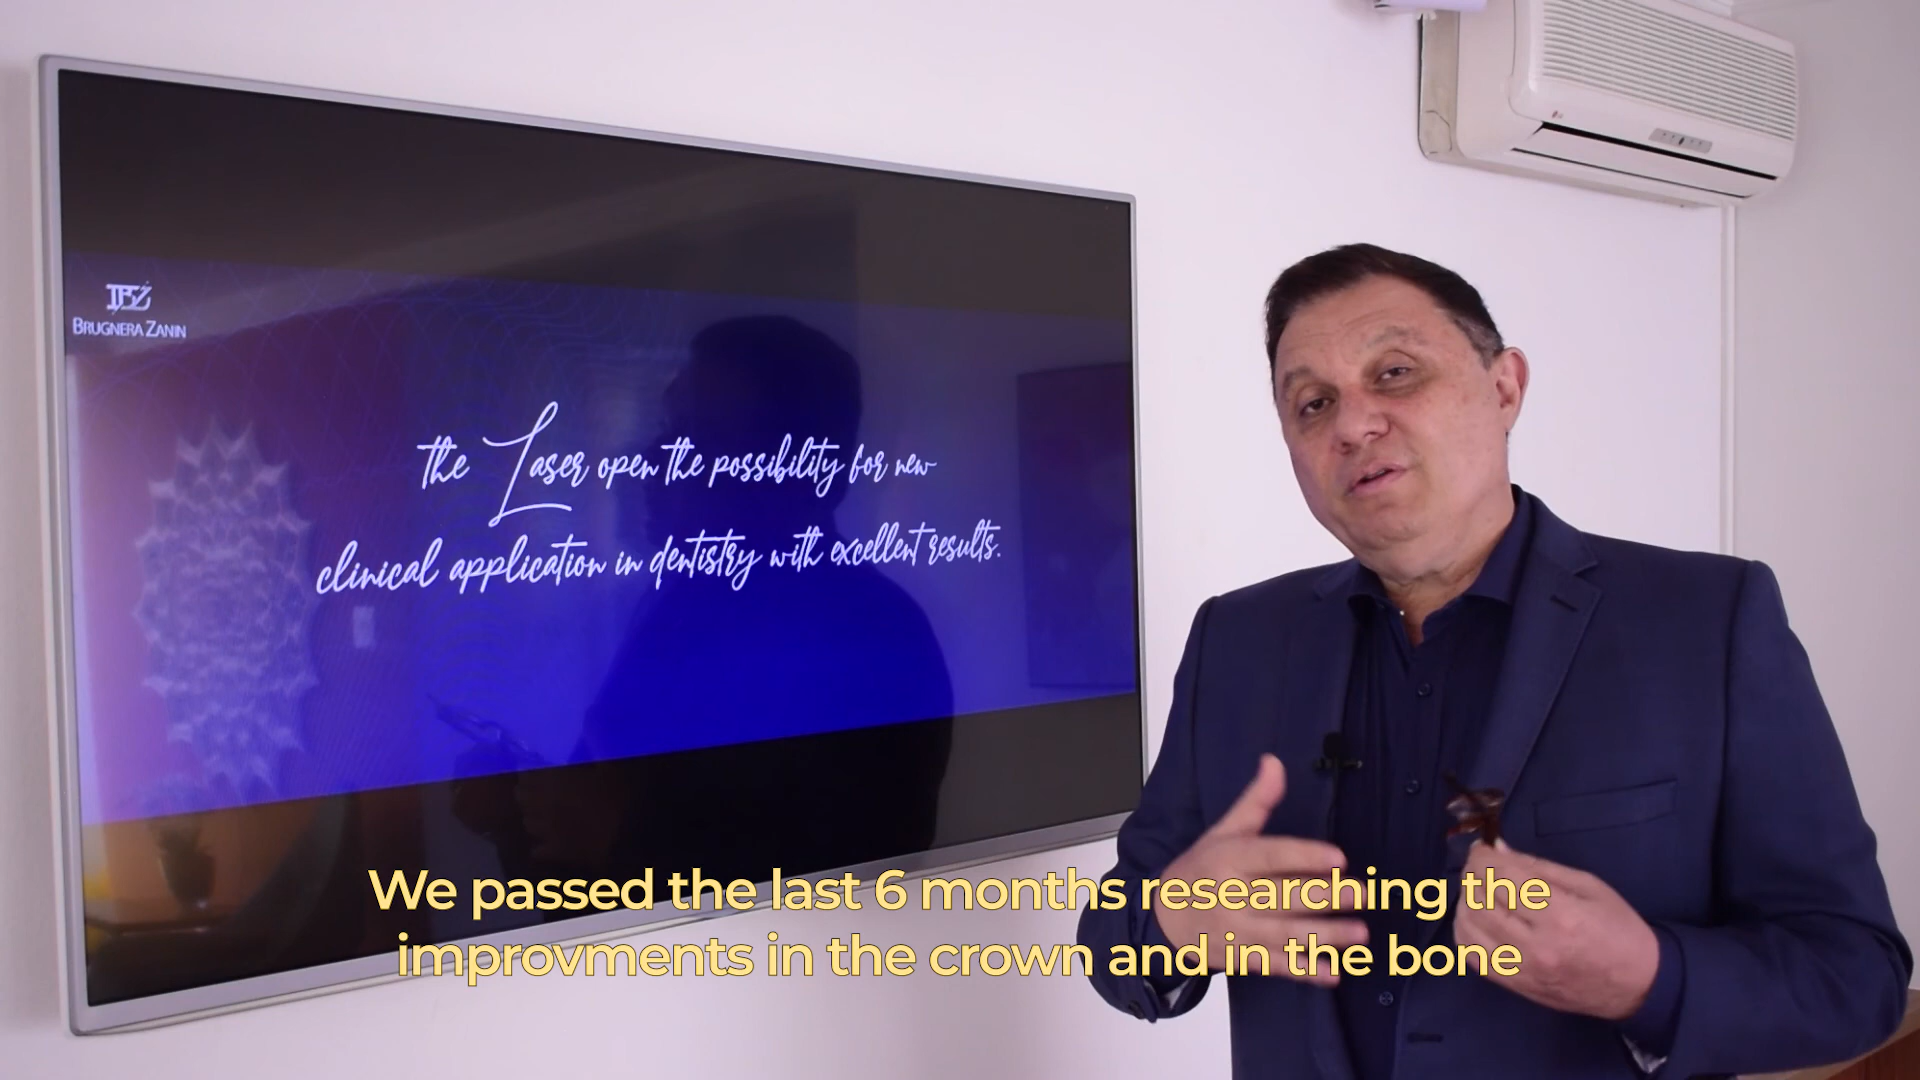 BRUGNERA ZANIN
the Laser open the possibility for new
clinical application in dentistry with excellent results.
We passed the last 6 months researching the
improvments in the crown and in the bone